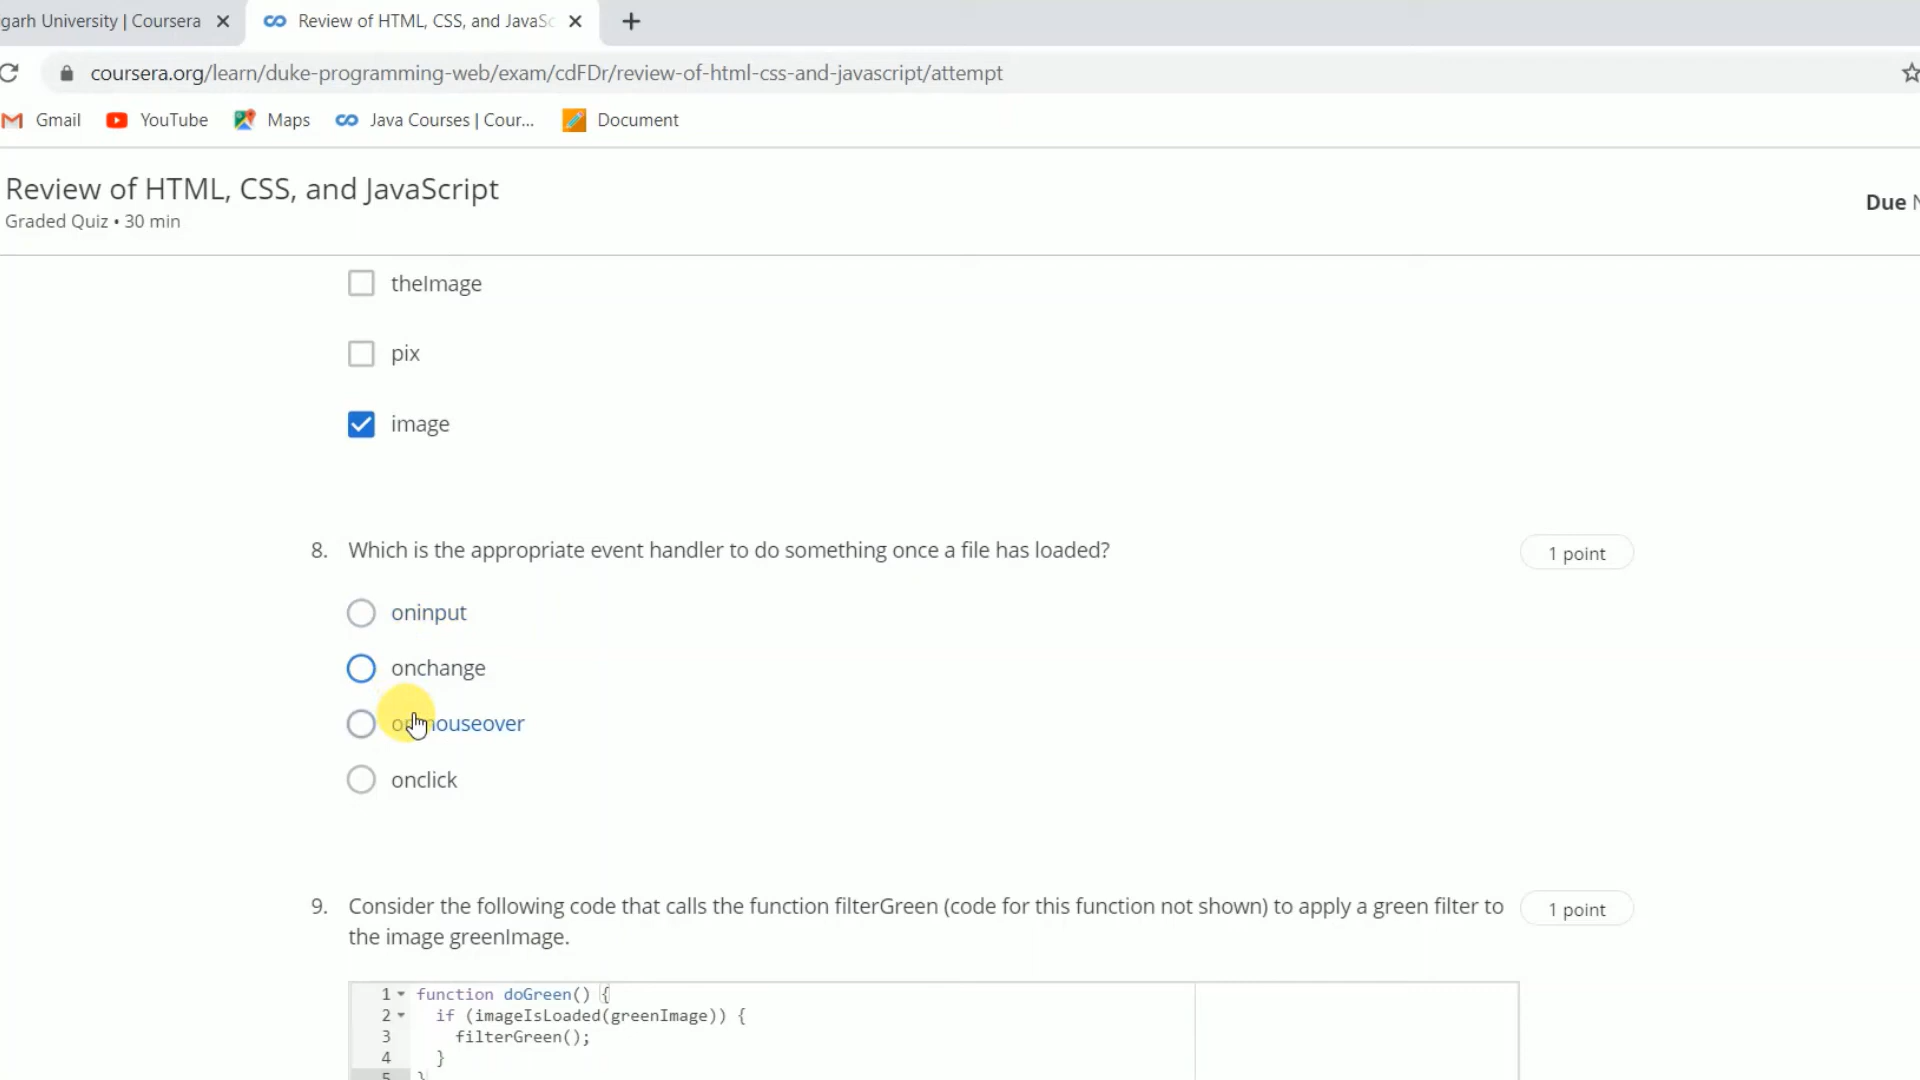 garh University | Coursera
Review of HTML, CSS, and JavaSc
coursera.org/learn/duke-programming-web/exam/cdFDr/review-of-html-css-and-javascript/attempt
Gmail
YouTube
Maps
Java Courses | Cour...
Document
Review of HTML, CSS, and JavaScript
Graded Quiz • 30 min
Due
theImage
pix
image
8. Which is the appropriate event handler to do something once a file has loaded?
1 point
oninput
onchange
onmouseover
onclick
9. Consider the following code that calls the function filterGreen (code for this function not shown) to apply a green filter to
the image greenImage.
1 point
1 function doGreen() {
2 if (imageIsLoaded(greenImage)) {
3 filterGreen();
4 }
5 }